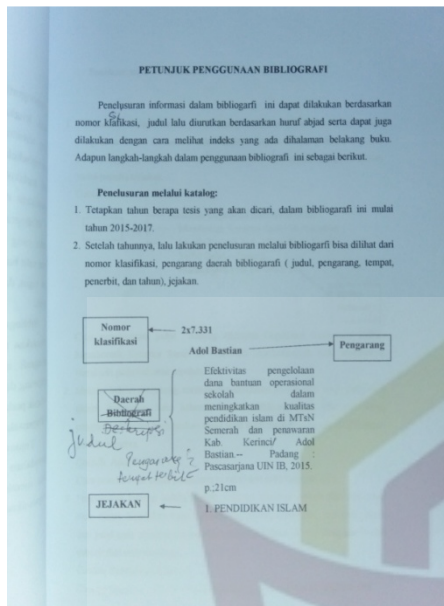 PETUNJUK PENGGUNAAN BIBLIOGRAFI
Penelusuran informasi dalam bibliogarfi ini dapat dilakukan berdasarkan
nomor klafikasi, judul lalu diurutkan berdasarkan huruf abjad serta dapat juga
si
dilakukan dengan cara melihat indeks yang ada dihalaman belakang buku.
Adapun langkah-langkah dalam penggunaan bibliografi ini sebagai berikut.
Penelusuran melalui katalog:
1. Tetapkan tahun berapa tesis yang akan dicari, dalam bibliogarafi ini mulai
tahun 2015-2017.
2. Setelah tahunnya, lalu lakukan penelusuran melalui bibliogarfi bisa dilihat dari
nomor klasifikasi, pengarang daerah bibliogarafi ( judul, pengarang, tempat,
penerbit, dan tahun), jejakan.
Nomor
klasifikasi
2x7.331
Adol Bastian
Pengarang
Daerah
Bibliografi
Deskripsi
judul
Pengarang ?
tempat terbit
Efektivitas pengelolaan
dana bantuan operasional
sekolah dalam
meningkatkan kualitas
pendidikan islam di MTsN
Semerah dan penawaran
Kab. Kerinci/ Adol
Bastian.-- Padang :
Pascasarjana UIN IB, 2015.
p.;21cm
JEJAKAN
1. PENDIDIKAN ISLAM